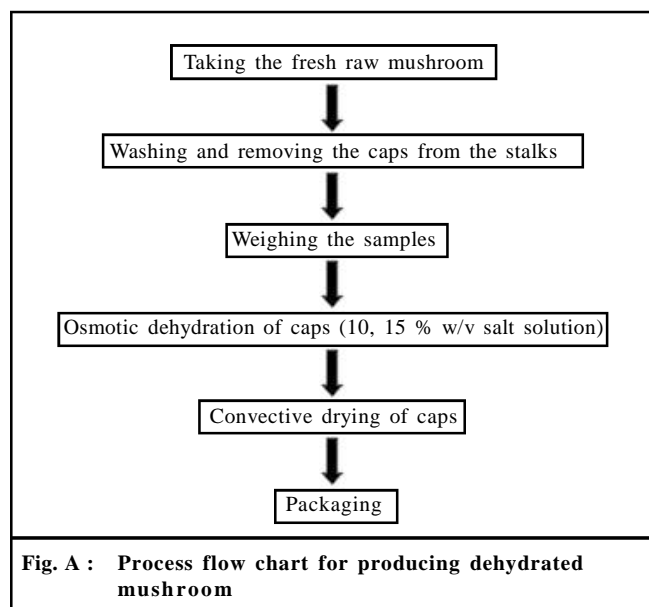 Taking the fresh raw mushroom
Washing and removing the caps from the stalks
Weighing the samples
Osmotic dehydration of caps (10, 15 % w/v salt solution)
Convective drying of caps
Packaging
Fig. A : Process flow chart for producing dehydrated
mushroom